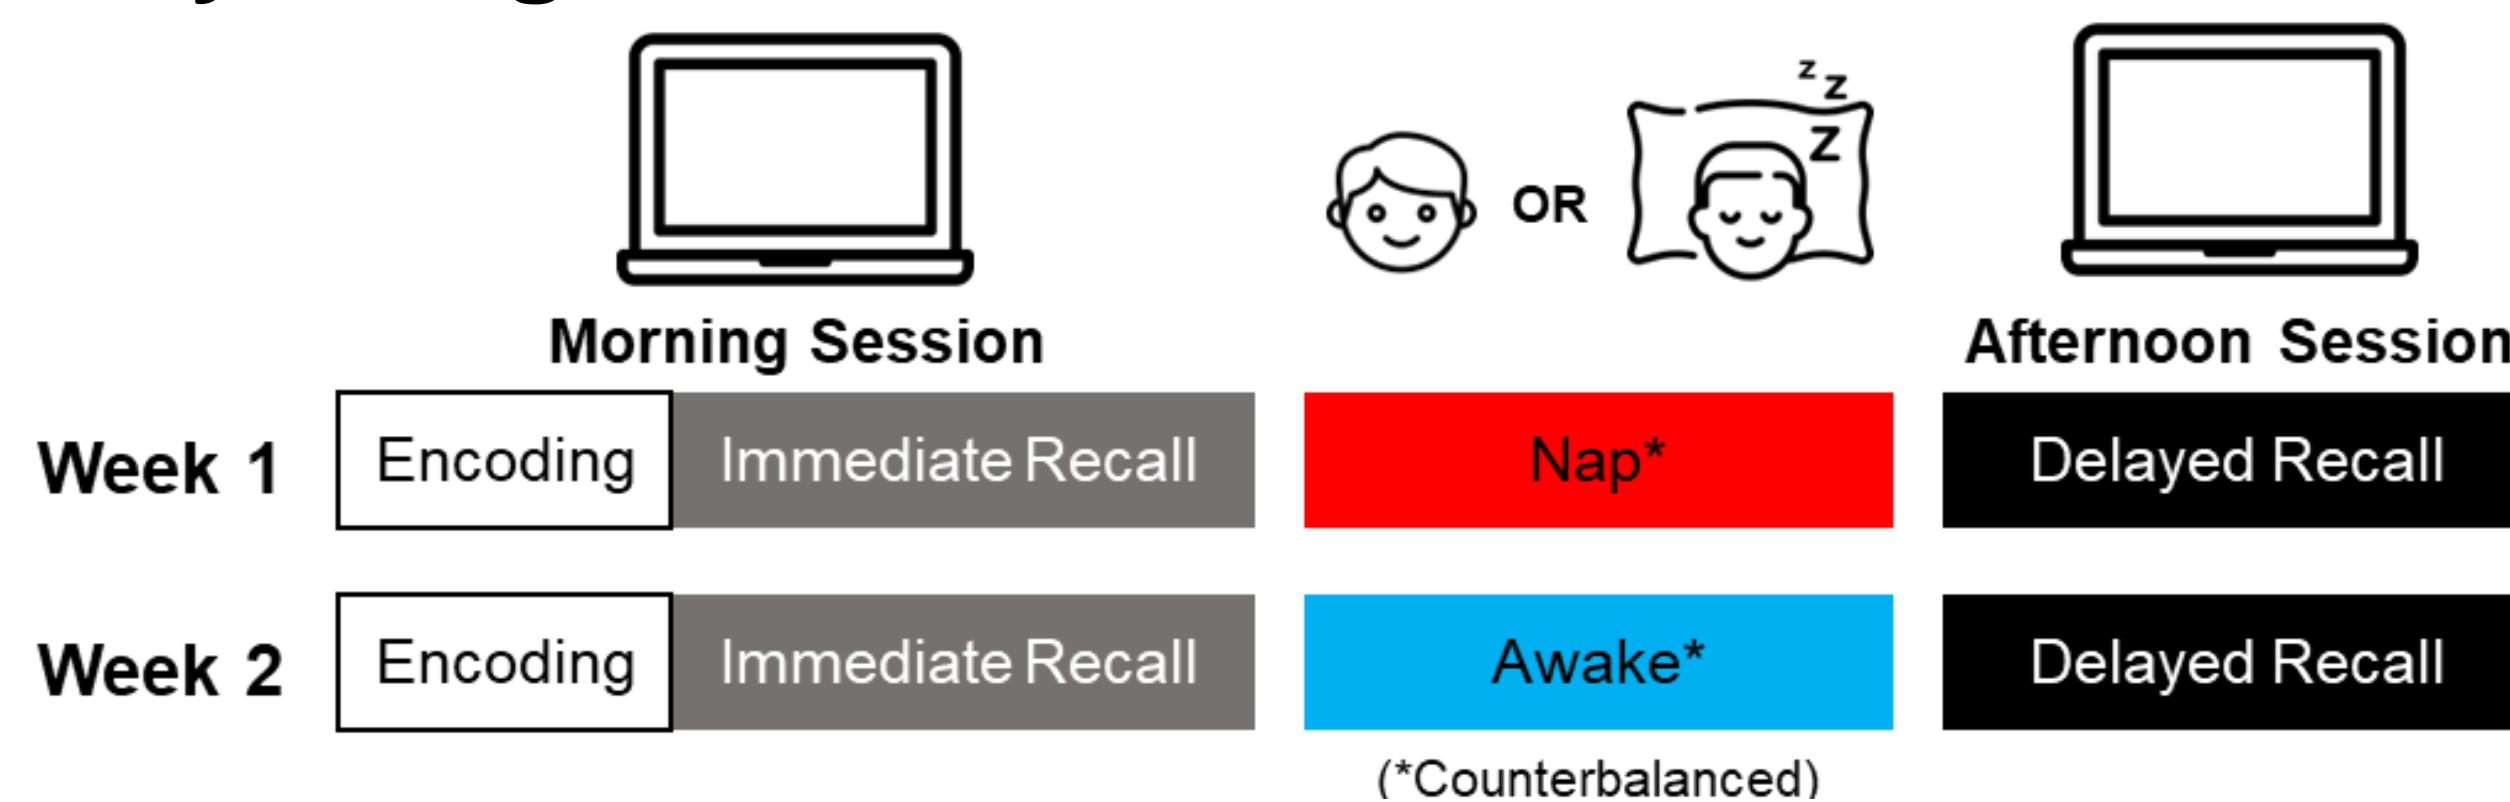 z z
Z
OR
Morning Session
Afternoon Session
Week 1 Encoding Immediate Recall Nap* Delayed Recall
Week 2 Encoding Immediate Recall Awake* Delayed Recall
(*Counterbalanced)